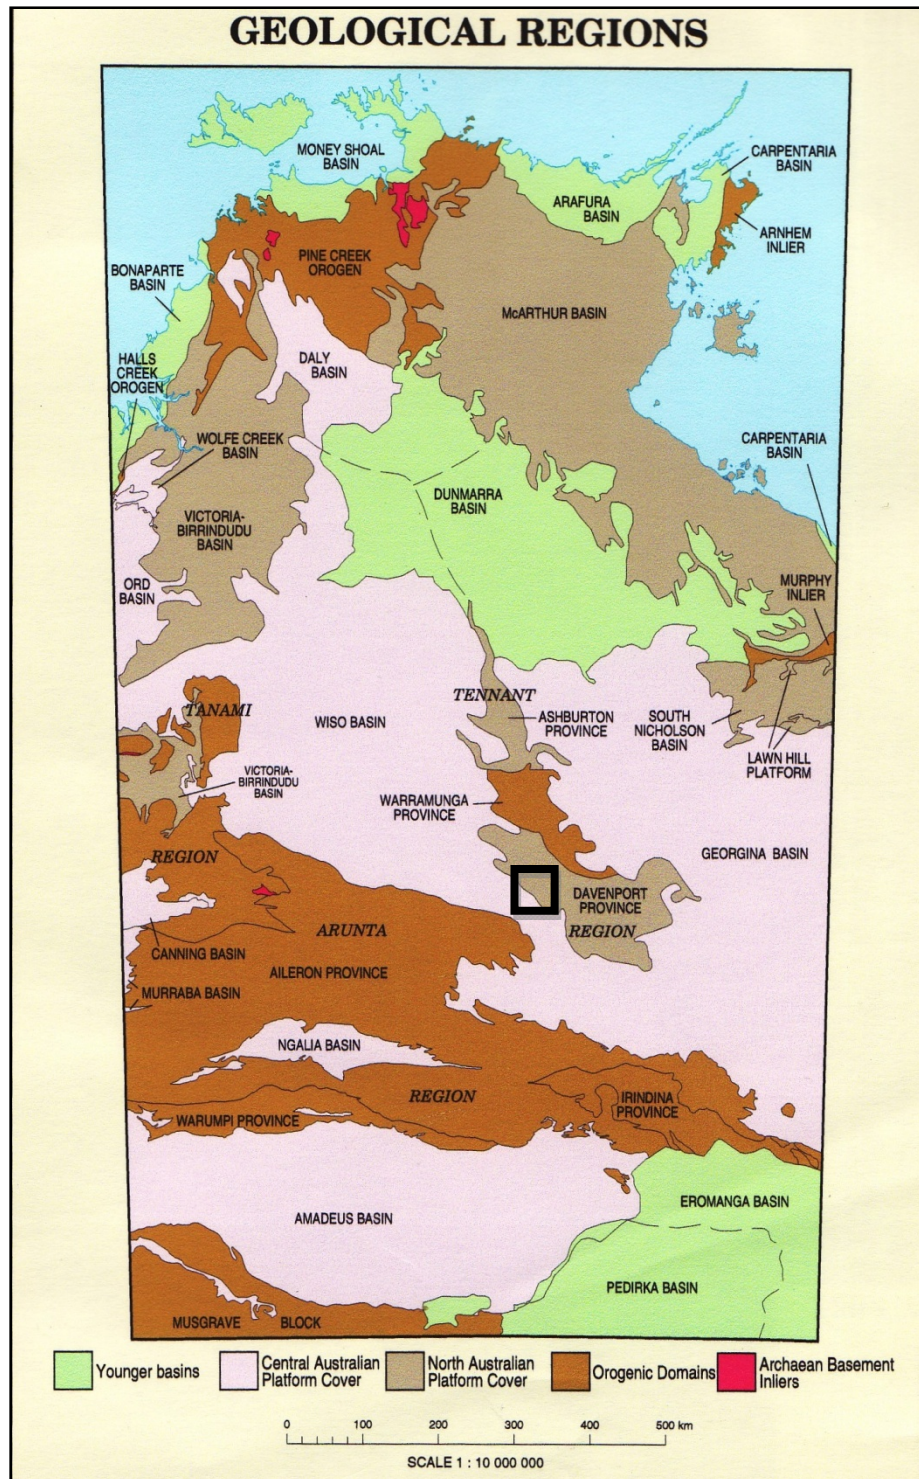 GEOLOGICAL REGIONS
MONEY SHOAL
BASIN
CARPENTARIA
BASIN
ARAFURA
BASIN
ARNHEM
INLIER
PINE CREEK
OROGEN
BONAPARTE
BASIN
McARTHUR BASIN
HALLS
CREEK
OROGEN
DALY
BASIN
WOLFE CREEK
BASIN
CARPENTARIA
BASIN
DUNMARRA
BASIN
VICTORIA-
BIRRINDUDU
BASIN
ORD
BASIN
MURPHY
INLIER
TANAMI
WISO BASIN
TENNANT
ASHBURTON
PROVINCE
SOUTH
NICHOLSON
BASIN
LAWN HILL
PLATFORM
VICTORIA-
BIRRINDUDU
BASIN
WARRAMUNGA
PROVINCE
REGION
GEORGINA BASIN
DAVENPORT
PROVINCE
REGION
ARUNTA
CANNING BASIN
AILERON PROVINCE
MURRABA BASIN
NGALIA BASIN
REGION
IRINDINA
PROVINCE
WARUMPI PROVINCE
EROMANGA BASIN
AMADEUS BASIN
PEDIRKA BASIN
MUSGRAVE BLOCK
Younger basins
Central Australian
Platform Cover
North Australian
Platform Cover
Orogenic Domains
Archaean Basement
Inliers
0 100 200 300 400 500 km
SCALE 1 : 10 000 000